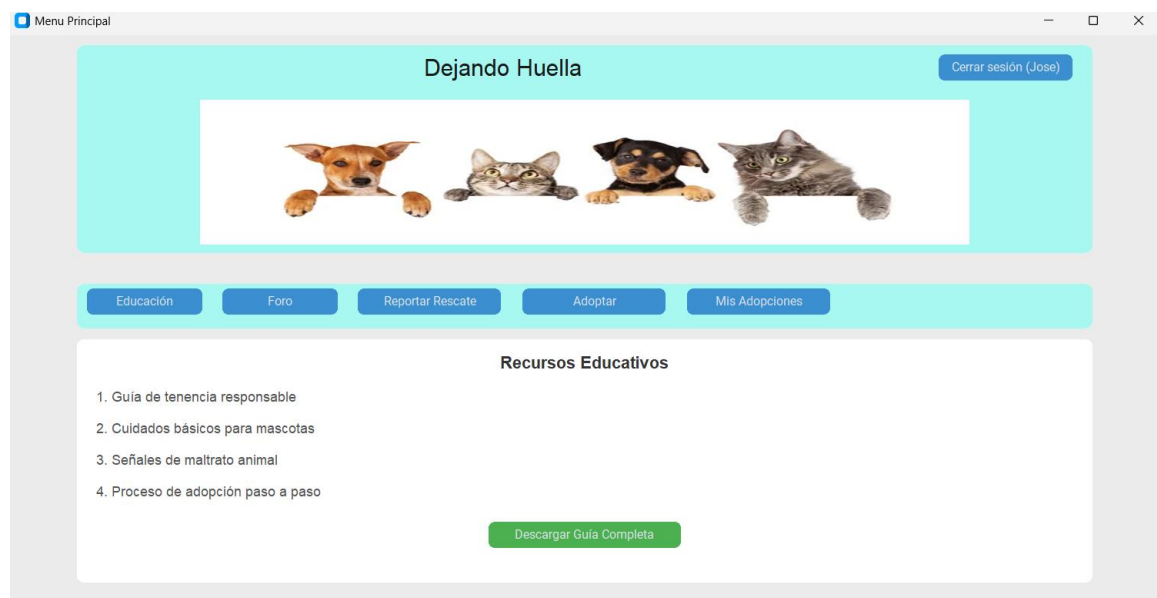 Menu Principal
Dejando Huella
Cerrar sesión (Jose)
Educación
Foro
Reportar Rescate
Adoptar
Mis Adopciones
Recursos Educativos
1. Guía de tenencia responsable
2. Cuidados básicos para mascotas
3. Señales de maltrato animal
4. Proceso de adopción paso a paso
Descargar Guía Completa